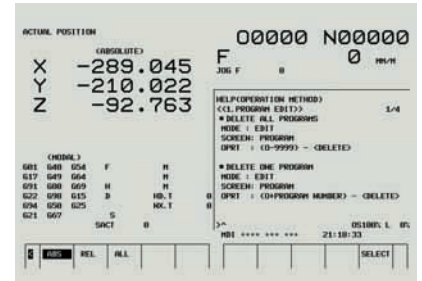 ACTUAL POSITION
O0000 N00000
(ABSOLUTE)
F 0 MM/M
JOG F 0
X -289.045
Y -210.022
Z -92.763
HELP(OPERATION METHOD)
<<1.PROGRAM EDIT>> 1/4
*DELETE ALL PROGRAMS
MODE : EDIT
SCREEN: PROGRAM
OPRT : (O-9999) - <DELETE>
*DELETE ONE PROGRAM
MODE : EDIT
SCREEN: PROGRAM
OPRT : (O+PROGRAM NUMBER) - <DELETE>
(MODAL)
G01 G40 G54 F M
G17 G49 G64 M
G91 G80 G69 H M
G22 G98 G15 D HD.T 0
G94 G50 G25 NX.T 0
G21 G67 S
SACT 0
>^
OS100% L 0%
MDI **** *** *** 21:18:33
< ABS REL ALL SELECT